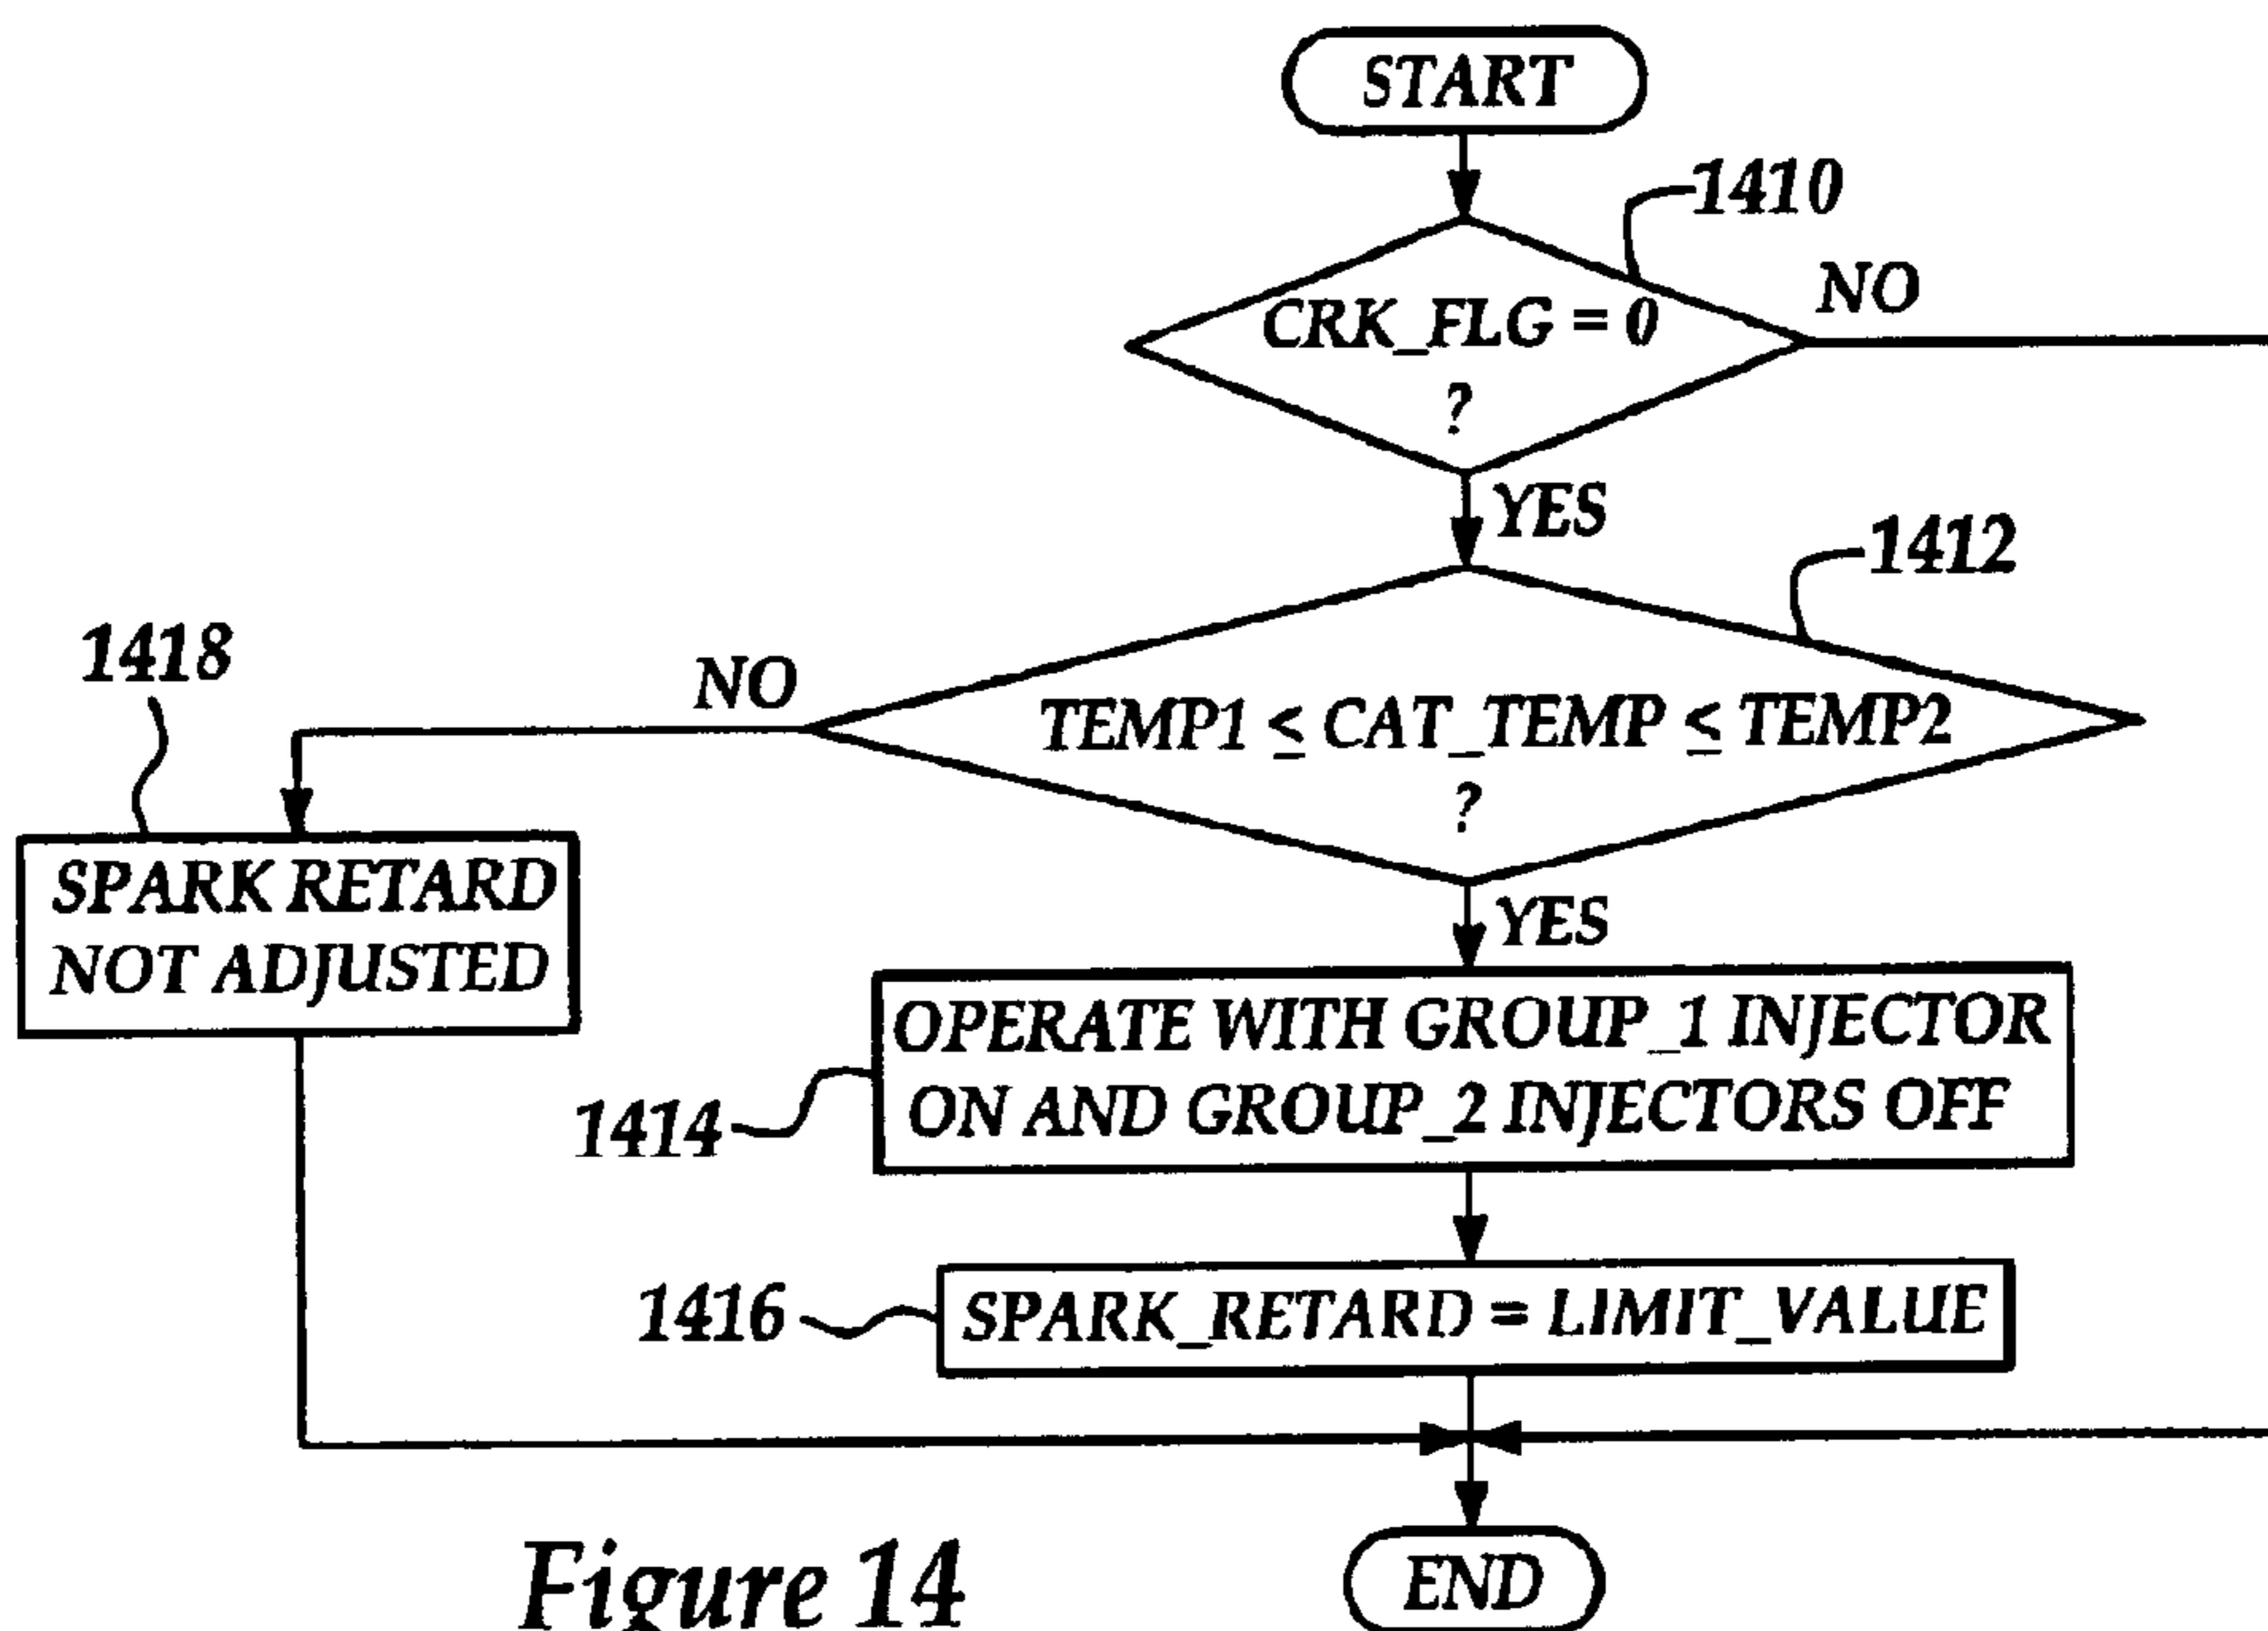 START
1410
CRK_FLG = 0
?
NO
YES
1412
1418
NO
TEMP1 ≤ CAT_TEMP ≤ TEMP2
?
YES
SPARK RETARD
NOT ADJUSTED
OPERATE WITH GROUP_1 INJECTOR
ON AND GROUP_2 INJECTORS OFF
1414
1416
SPARK_RETARD = LIMIT_VALUE
END
Figure 14